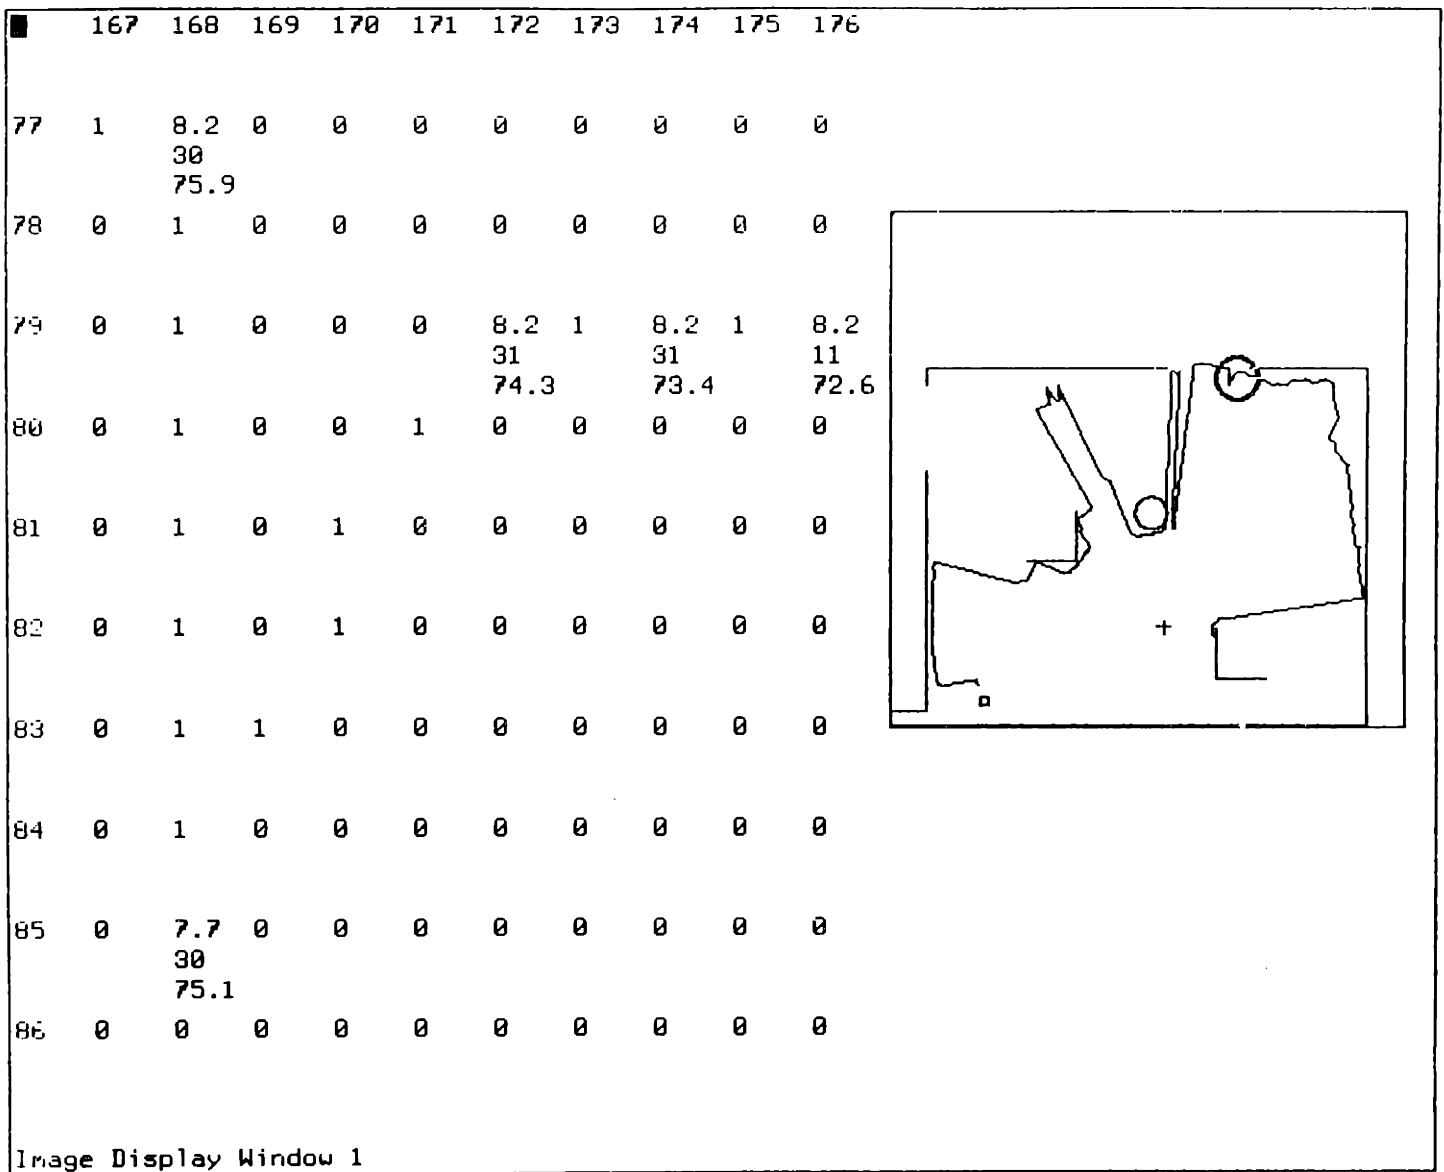 167 168 169 170 171 172 173 174 175 176
77 1 8.2 0 0 0 0 0 0 0 0
30
75.9
78 0 1 0 0 0 0 0 0 0 0
79 0 1 0 0 0 8.2 1 8.2 1 8.2
31 31 11
74.3 73.4 72.6
80 0 1 0 0 1 0 0 0 0 0
81 0 1 0 1 0 0 0 0 0 0
82 0 1 0 1 0 0 0 0 0 0
83 0 1 1 0 0 0 0 0 0 0
84 0 1 0 0 0 0 0 0 0 0
85 0 7.7 0 0 0 0 0 0 0 0
30
75.1
86 0 0 0 0 0 0 0 0 0 0
Image Display Window 1